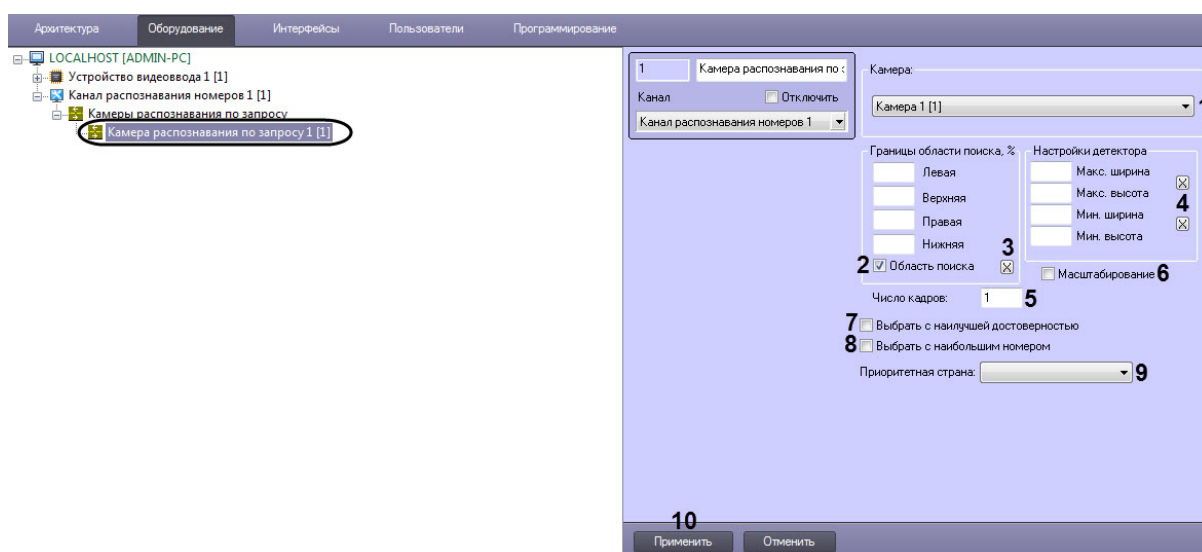 Архитектура Оборудование Интерфейсы Пользователи Программирование
LOCALHOST [ADMIN-PC]
Устройство видеоввода 1 [1]
Канал распознавания номеров 1 [1]
Камеры распознавания по запросу
Камера распознавания по запросу 1 [1]
1 Камера распознавания по з
Канал Отключить
Канал распознавания номеров 1
Камера:
Камера 1 [1] 1
Границы области поиска, %
Левая
Верхняя
Правая
Нижняя
2 Область поиска 3
Настройки детектора
Макс. ширина
Макс. высота
Мин. ширина
Мин. высота
4
Масштабирование 6
Число кадров: 1 5
7 Выбрать с наилучшей достоверностью
8 Выбрать с наибольшим номером
Приоритетная страна: 9
10
Применить Отменить